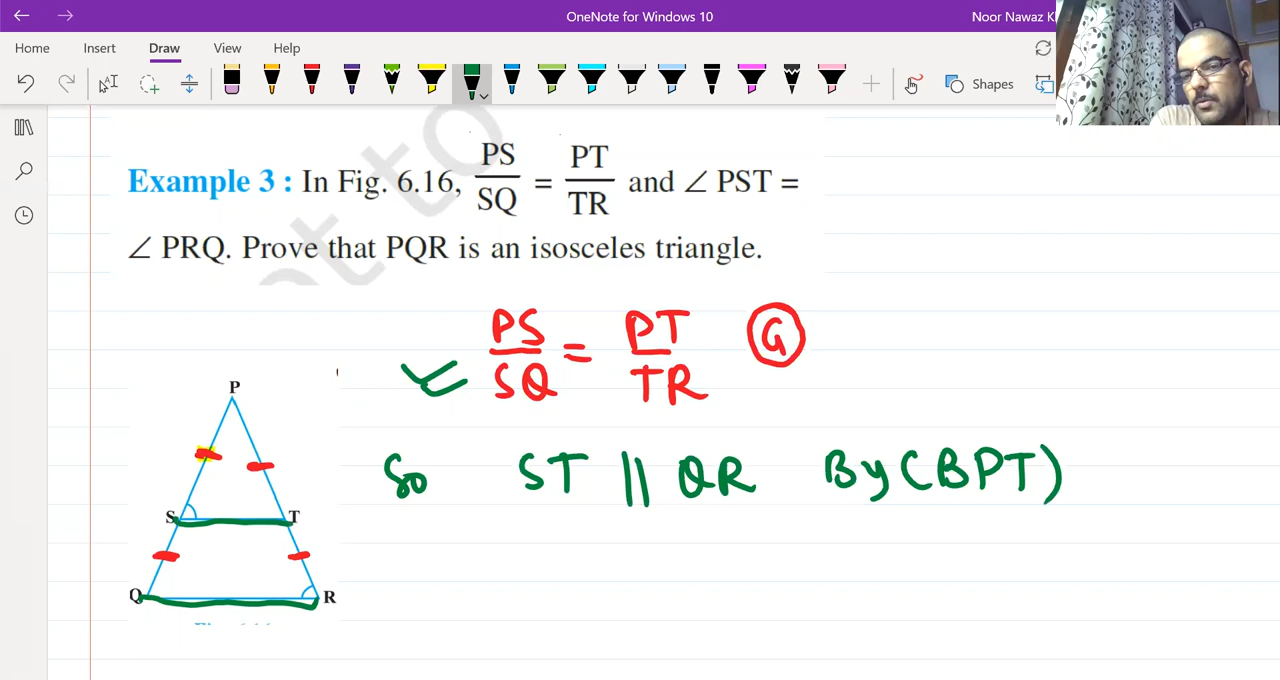 OneNote for Windows 10
Noor Nawaz K
Home Insert Draw View Help
Shapes
Example 3 : In Fig. 6.16, PS/SQ = PT/TR and ∠ PST =
∠ PRQ. Prove that PQR is an isosceles triangle.
PS/SQ = PT/TR G
So ST || QR By (BPT)
P
S T
Q R